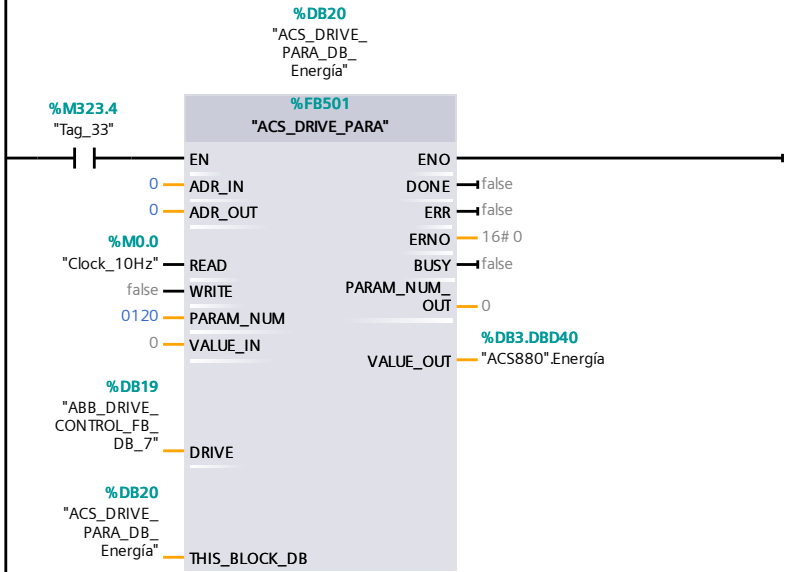 %DB20
"ACS_DRIVE_
PARA_DB_
Energía"
%M323.4
"Tag_33"
%FB501
"ACS_DRIVE_PARA"
EN ENO
0 ADR_IN DONE false
0 ADR_OUT ERR false
ERNO 16#0
%M0.0
"Clock_10Hz" READ BUSY false
false WRITE PARAM_NUM_
OUT 0
0120 PARAM_NUM
0 VALUE_IN
%DB3.DBD40
VALUE_OUT "ACS880".Energía
%DB19
"ABB_DRIVE_
CONTROL_FB_
DB_7" DRIVE
%DB20
"ACS_DRIVE_
PARA_DB_
Energía" THIS_BLOCK_DB